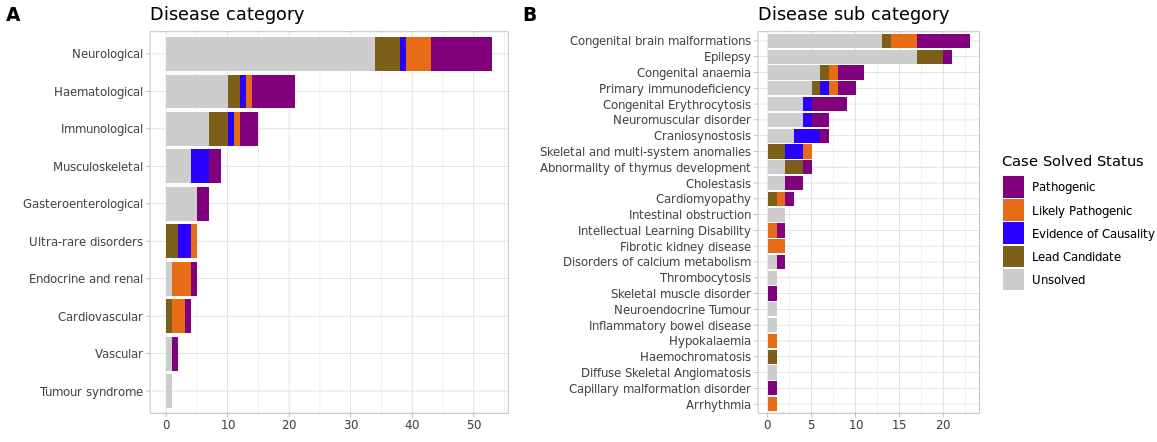 A
Disease category
Neurological
Haematological
Immunological
Musculoskeletal
Gasteroenterological
Ultra-rare disorders
Endocrine and renal
Cardiovascular
Vascular
Tumour syndrome
0 10 20 30 40 50
B
Disease sub category
Congenital brain malformations
Epilepsy
Congenital anaemia
Primary immunodeficiency
Congenital Erythrocytosis
Neuromuscular disorder
Craniosynostosis
Skeletal and multi-system anomalies
Abnormality of thymus development
Cholestasis
Cardiomyopathy
Intestinal obstruction
Intellectual Learning Disability
Fibrotic kidney disease
Disorders of calcium metabolism
Thrombocytosis
Skeletal muscle disorder
Neuroendocrine Tumour
Inflammatory bowel disease
Hypokalaemia
Haemochromatosis
Diffuse Skeletal Angiomatosis
Capillary malformation disorder
Arrhythmia
0 5 10 15 20
Case Solved Status
Pathogenic
Likely Pathogenic
Evidence of Causality
Lead Candidate
Unsolved